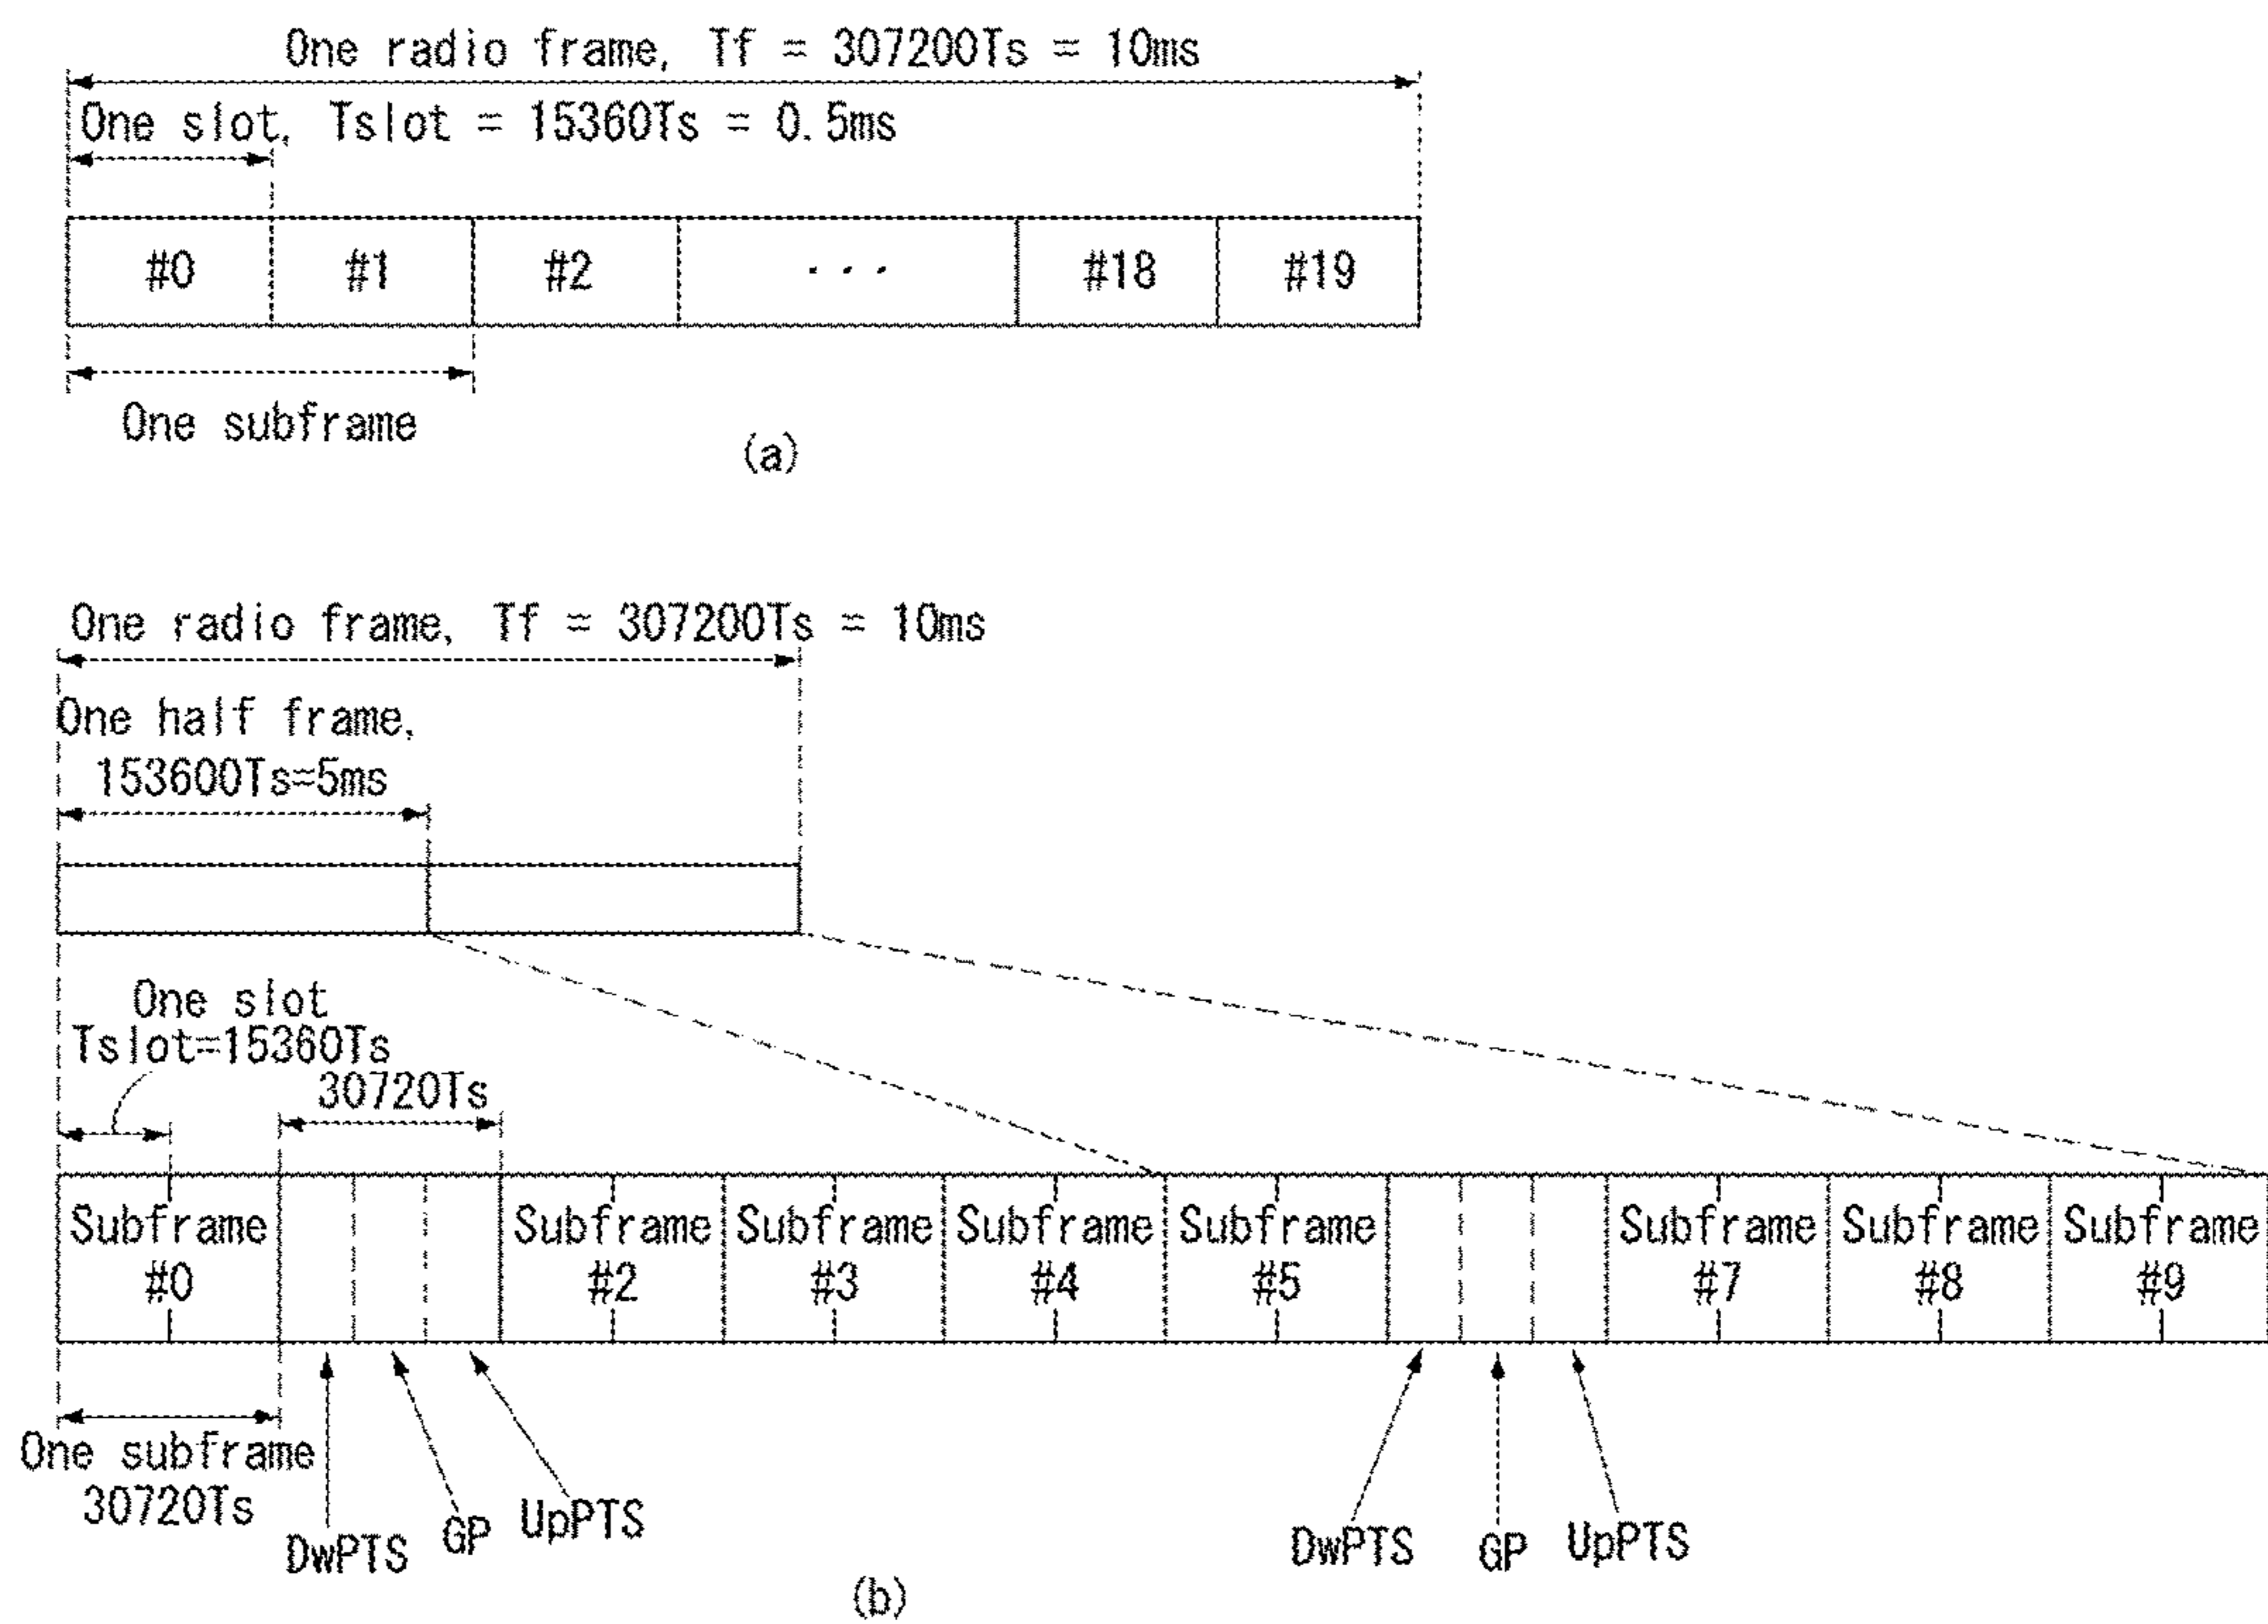 One radio frame, Tf = 307200Ts = 10ms
One slot, Tslot = 15360Ts = 0.5ms
#0 #1 #2 ... #18 #19
One subframe
(a)
One radio frame, Tf = 307200Ts = 10ms
One half frame,
153600Ts=5ms
One slot
Tslot=15360Ts
30720Ts
Subframe #0
Subframe #2
Subframe #3
Subframe #4
Subframe #5
Subframe #7
Subframe #8
Subframe #9
One subframe
30720Ts
DwPTS GP UpPTS
DwPTS GP UpPTS
(b)